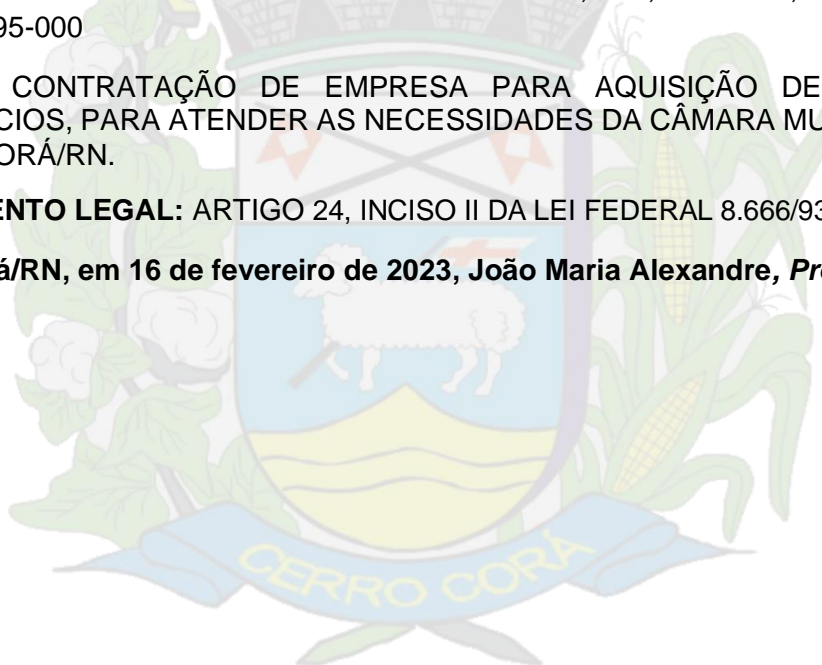 95-000
CONTRATAÇÃO DE EMPRESA PARA AQUISIÇÃO DE
CIOS, PARA ATENDER AS NECESSIDADES DA CÂMARA MU
ORÁ/RN.
ENTO LEGAL: ARTIGO 24, INCISO II DA LEI FEDERAL 8.666/93
á/RN, em 16 de fevereiro de 2023, João Maria Alexandre, Pre
CERRO CORÁ